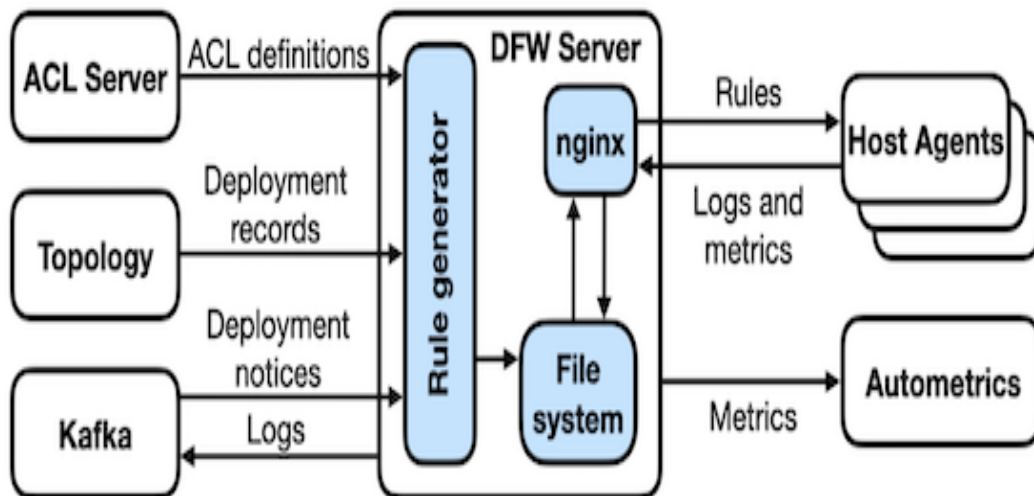 ACL Server
ACL definitions
Topology
Deployment
records
Kafka
Deployment
notices
Logs
DFW Server
Rule generator
nginx
File
system
Rules
Host Agents
Logs and
metrics
Autometrics
Metrics